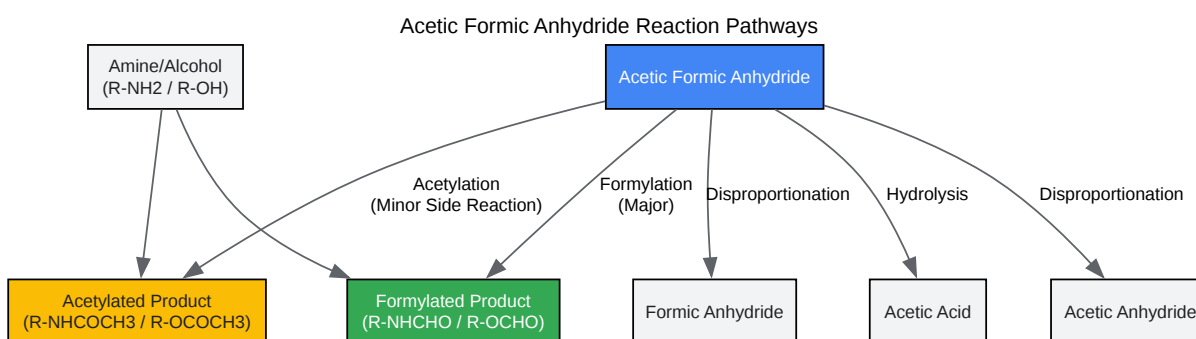 Acetic Formic Anhydride Reaction Pathways
Amine/Alcohol
(R-NH2 / R-OH)
Acetic Formic Anhydride
Acetylation
(Minor Side Reaction)
Formylation
(Major)
Disproportionation
Hydrolysis
Disproportionation
Acetylated Product
(R-NHCOCH3 / R-OCOCH3)
Formylated Product
(R-NHCHO / R-OCHO)
Formic Anhydride
Acetic Acid
Acetic Anhydride